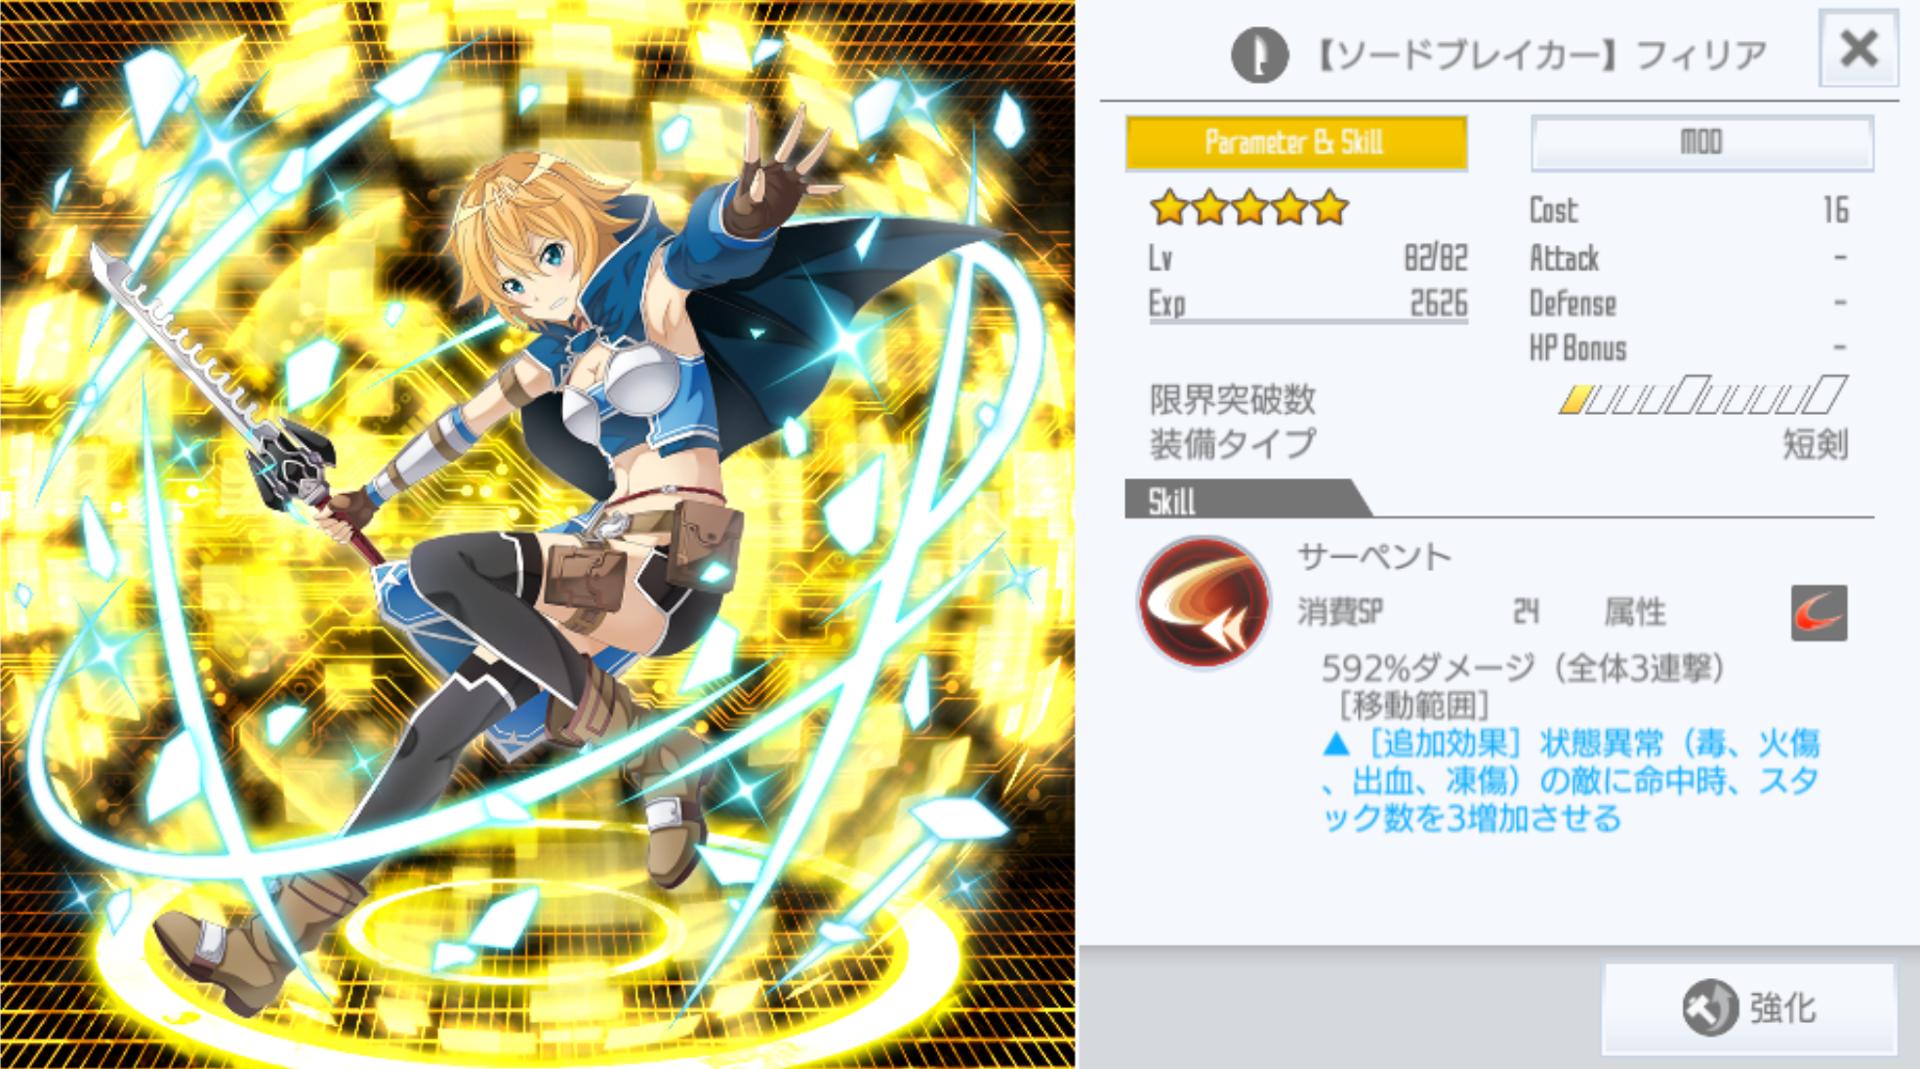 【ソードブレイカー】フィリア
Parameter & Skill
MOD
Cost 16
Lv 82/82
Attack -
Exp 2626
Defense -
HP Bonus -
限界突破数
装備タイプ 短剣
Skill
サーペント
消費SP 24 属性
592%ダメージ（全体3連撃）
［移動範囲］
▲［追加効果］状態異常（毒、火傷
、出血、凍傷）の敵に命中時、スタ
ック数を3増加させる
強化